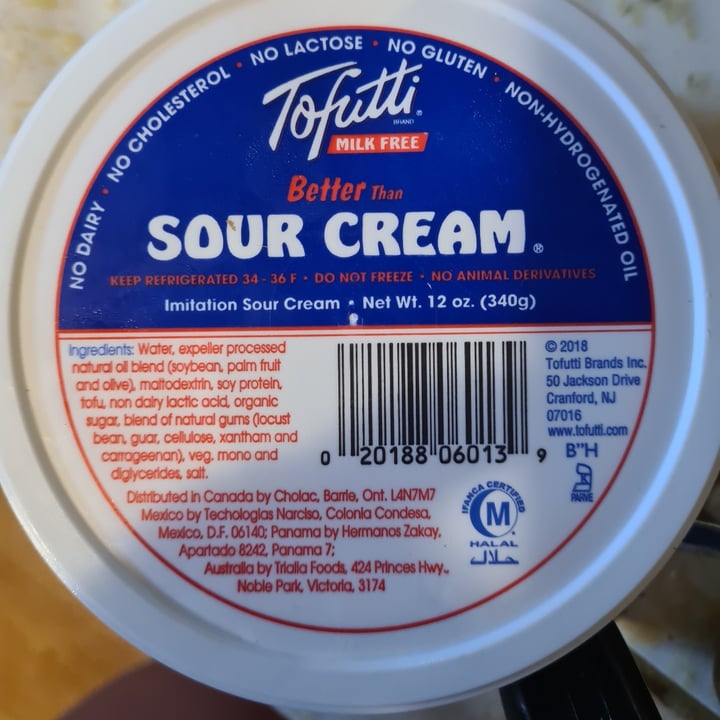 NO DAIRY • NO CHOLESTEROL • NO LACTOSE • NO GLUTEN • NON-HYDROGENATED OIL
Tofutti®
BRAND
MILK FREE
Better Than
SOUR CREAM®
KEEP REFRIGERATED 34 - 36 F • DO NOT FREEZE • NO ANIMAL DERIVATIVES
Imitation Sour Cream • Net Wt. 12 oz. (340g)
Ingredients: Water, expeller processed
natural oil blend (soybean, palm fruit
and olive), maltodextrin, soy protein,
tofu, non dairy lactic acid, organic
sugar, blend of natural gums (locust
bean, guar, cellulose, xantham and
carrageenan), veg. mono and
diglycerides, salt.
0 20188 06013 9
© 2018
Tofutti Brands Inc.
50 Jackson Drive
Cranford, NJ
07016
www.tofutti.com
B"H
K
PARVE
Distributed in Canada by Cholac, Barrie, Ont. L4N7M7
Mexico by Techologias Narciso, Colonia Condesa,
Mexico, D.F. 06140; Panama by Hermanos Zakay,
Apartado 8242, Panama 7;
Australia by Trialia Foods, 424 Princes Hwy.,
Noble Park, Victoria, 3174
IFANCA CERTIFIED
M
HALAL
حلال